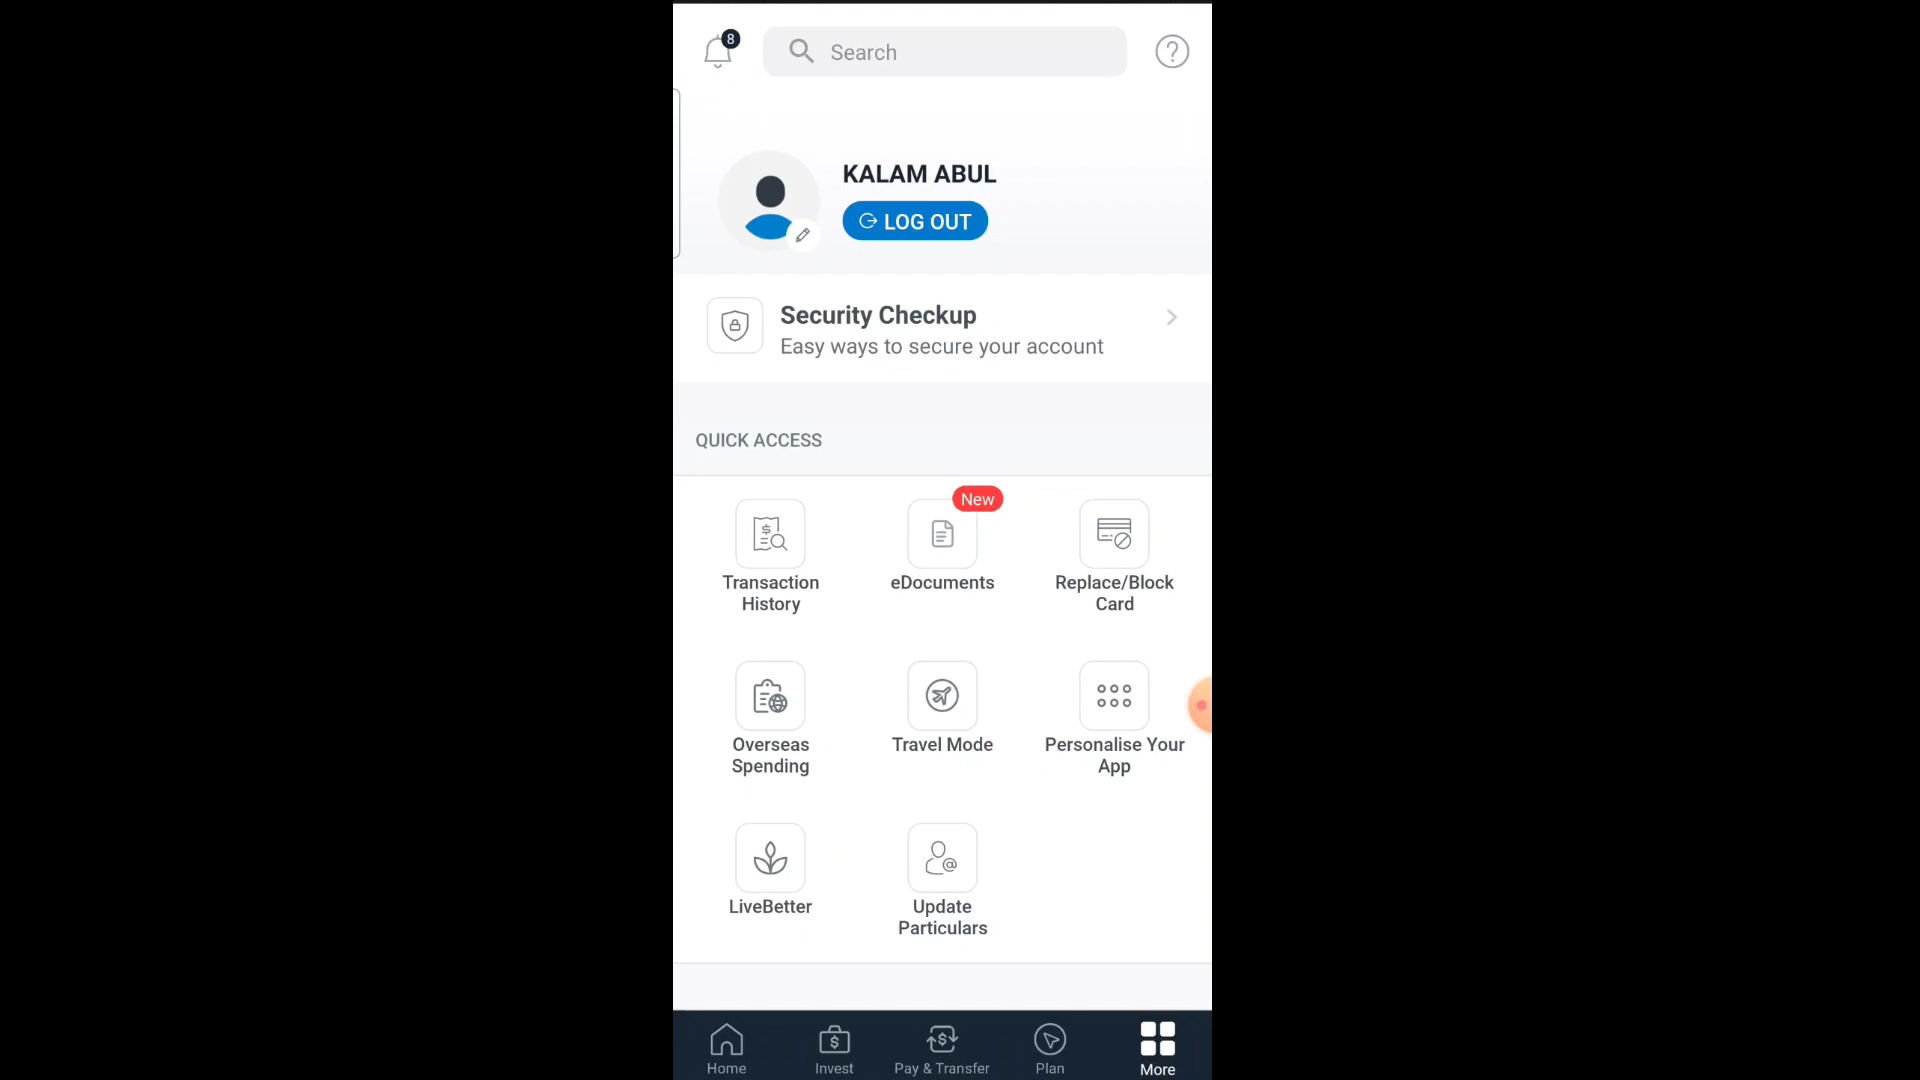 8
Search
KALAM ABUL
LOG OUT
Security Checkup
Easy ways to secure your account
QUICK ACCESS
New
Transaction
History
eDocuments
Replace/Block
Card
Overseas
Spending
Travel Mode
Personalise Your
App
LiveBetter
Update
Particulars
Home
Invest
Pay & Transfer
Plan
More